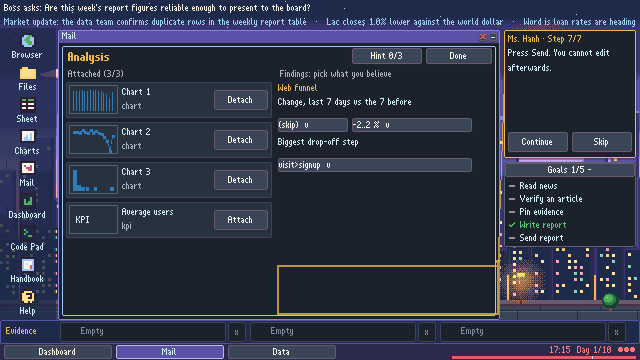 Boss asks: Are this week's report figures reliable enough to present to the board?
Market update: the data team confirms duplicate rows in the weekly report table · Lac closes 1.0% lower against the world dollar · Word is loan rates are heading
Browser
Files
Sheet
Charts
Mail
Dashboard
Code Pad
Handbook
Help
Mail
Analysis
Hint 0/3
Done
Attached (3/3)
Chart 1
chart
Detach
Chart 2
chart
Detach
Chart 3
chart
Detach
KPI
Average users
KPI
Attach
Findings: pick what you believe
Web funnel
Change, last 7 days vs the 7 before
(skip) v
-2.2 % v
Biggest drop-off step
visit>signup v
Ms. Hanh · Step 7/7
Press Send. You cannot edit
afterwards.
Continue
Skip
Goals 1/5 -
Read news
Verify an article
Pin evidence
Write report
Send report
Evidence
Empty
x
Empty
x
Empty
x
Dashboard
Mail
Data
17:15 Day 1/10